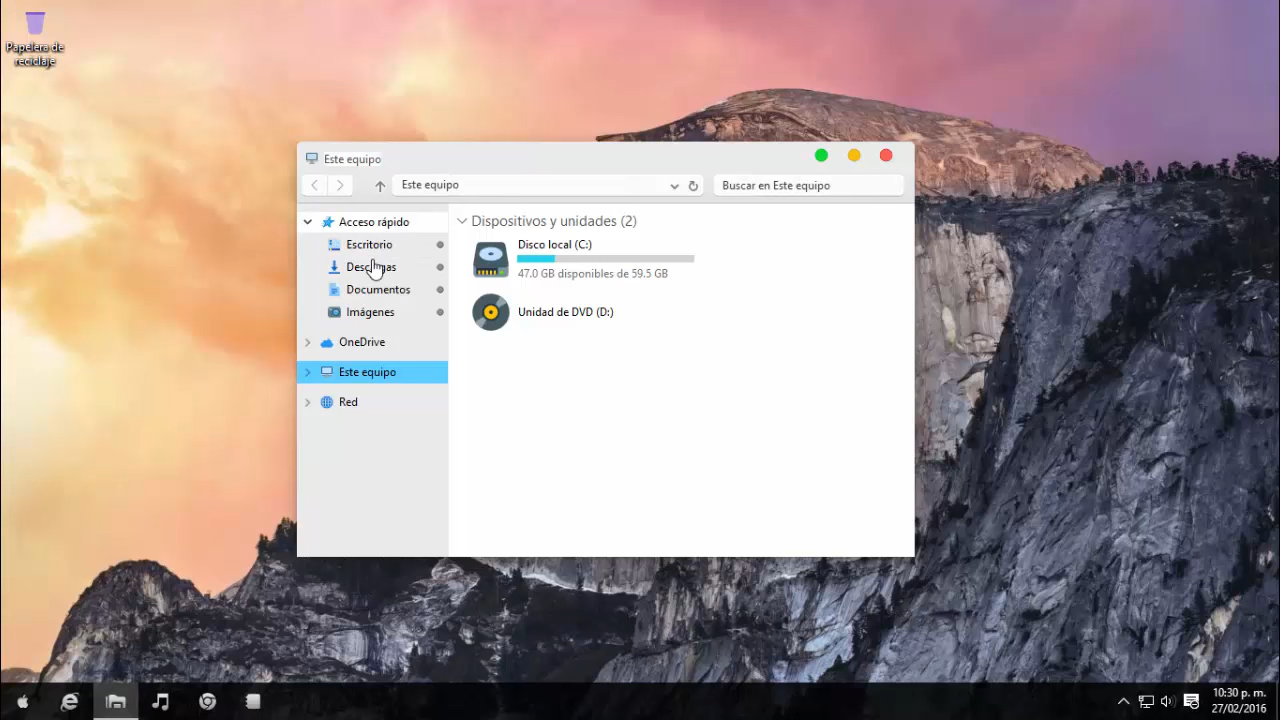 Papelera de
reciclaje
Este equipo
Este equipo
Buscar en Este equipo
Acceso rápido
Escritorio
Documentos
Imágenes
OneDrive
Este equipo
Red
Dispositivos y unidades (2)
Disco local (C:)
47.0 GB disponibles de 59.5 GB
Unidad de DVD (D:)
10:30 p. m.
27/02/2016